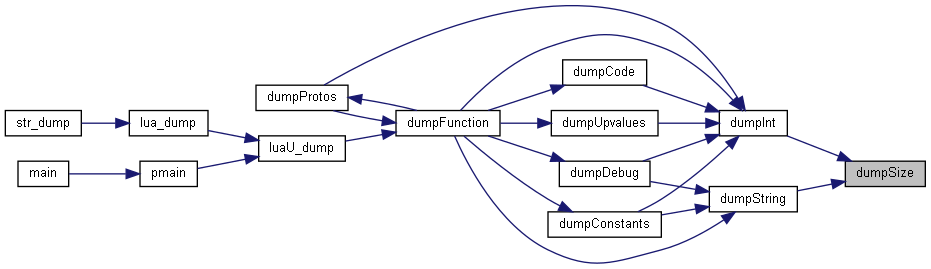 str_dump
main
lua_dump
pmain
luaU_dump
dumpProtos
dumpFunction
dumpCode
dumpUpvalues
dumpDebug
dumpConstants
dumpInt
dumpString
dumpSize